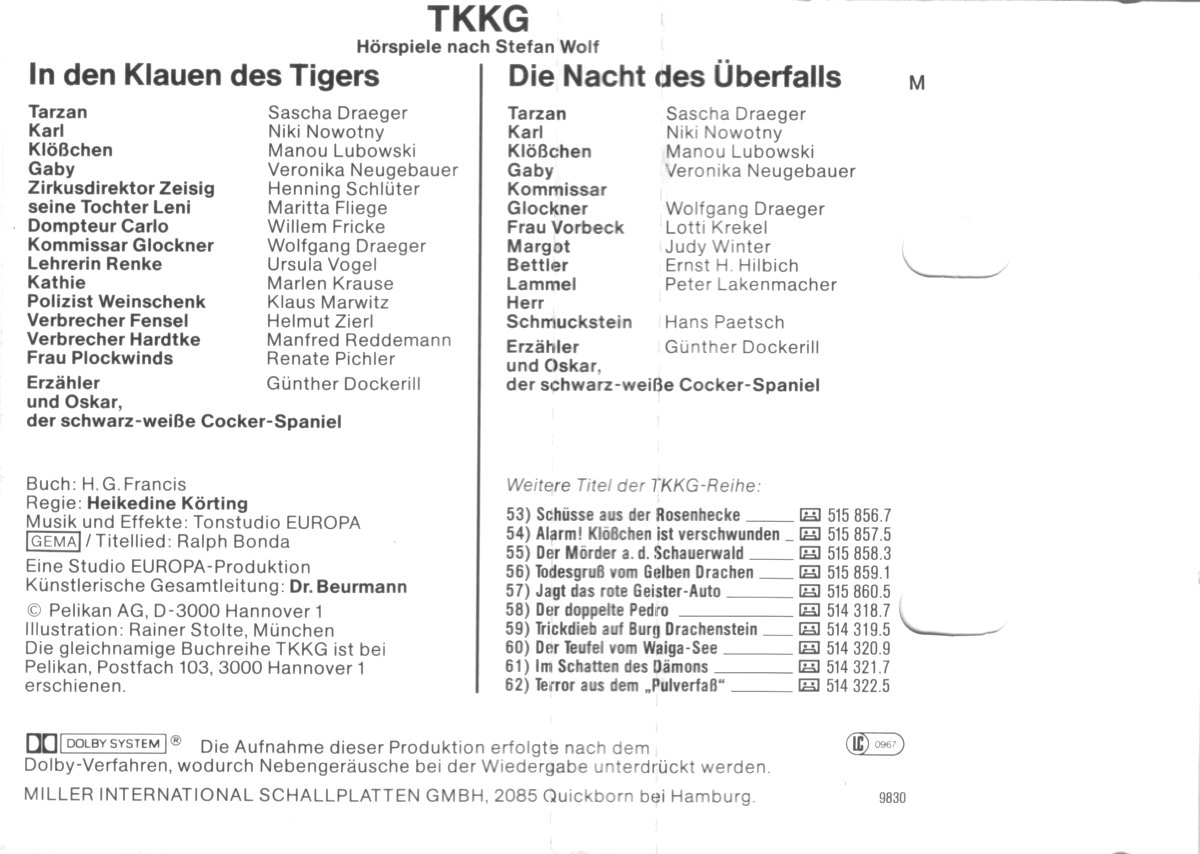 TKKG
Hörspiele nach Stefan Wolf
In den Klauen des Tigers
Tarzan Sascha Draeger
Karl Niki Nowotny
Klößchen Manou Lubowski
Gaby Veronika Neugebauer
Zirkusdirektor Zeisig Henning Schlüter
seine Tochter Leni Maritta Fliege
Dompteur Carlo Willem Fricke
Kommissar Glockner Wolfgang Draeger
Lehrerin Renke Ursula Vogel
Kathie Marlen Krause
Polizist Weinschenk Klaus Marwitz
Verbrecher Fensel Helmut Zierl
Verbrecher Hardtke Manfred Reddemann
Frau Plockwinds Renate Pichler
Erzähler Günther Dockerill
und Oskar,
der schwarz-weiße Cocker-Spaniel
Buch: H. G. Francis
Regie: Heikedine Körting
Musik und Effekte: Tonstudio EUROPA
GEMA / Titellied: Ralph Bonda
Eine Studio EUROPA-Produktion
Künstlerische Gesamtleitung: Dr. Beurmann
© Pelikan AG, D-3000 Hannover 1
Illustration: Rainer Stolte, München
Die gleichnamige Buchreihe TKKG ist bei
Pelikan, Postfach 103, 3000 Hannover 1
erschienen.
Die Nacht des Überfalls
M
Tarzan Sascha Draeger
Karl Niki Nowotny
Klößchen Manou Lubowski
Gaby Veronika Neugebauer
Kommissar
Glockner Wolfgang Draeger
Frau Vorbeck Lotti Krekel
Margot Judy Winter
Bettler Ernst H. Hilbich
Lammel Peter Lakenmacher
Herr
Schmuckstein Hans Paetsch
Erzähler Günther Dockerill
und Oskar,
der schwarz-weiße Cocker-Spaniel
Weitere Titel der TKKG-Reihe:
53) Schüsse aus der Rosenhecke 515 856.7
54) Alarm! Klößchen ist verschwunden 515 857.5
55) Der Mörder a. d. Schauerwald 515 858.3
56) Todesgruß vom Gelben Drachen 515 859.1
57) Jagt das rote Geister-Auto 515 860.5
58) Der doppelte Pedro 514 318.7
59) Trickdieb auf Burg Drachenstein 514 319.5
60) Der Teufel vom Waiga-See 514 320.9
61) Im Schatten des Dämons 514 321.7
62) Terror aus dem „Pulverfaß“ 514 322.5
DOLBY SYSTEM ® Die Aufnahme dieser Produktion erfolgte nach dem
Dolby-Verfahren, wodurch Nebengeräusche bei der Wiedergabe unterdrückt werden.
LC 0967
MILLER INTERNATIONAL SCHALLPLATTEN GMBH, 2085 Quickborn bei Hamburg.
9830